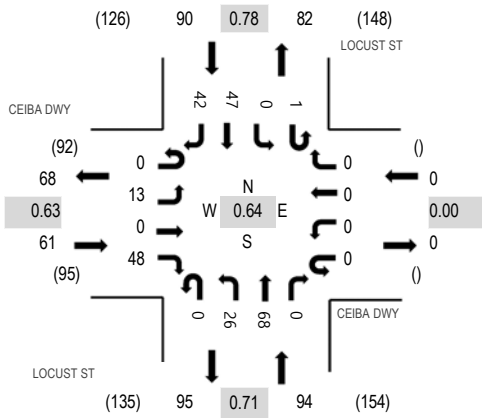 (126) 90 0.78 82 (148)
LOCUST ST
42 47 0 1
CEIBA DWY
(92) ()
0 0
68 0
13 0
N
0.63 W 0.64 E 0.00
0 0
S
61 0
48 0
(95) ()
0 26 68 0
CEIBA DWY
LOCUST ST
(135) 95 0.71 94 (154)